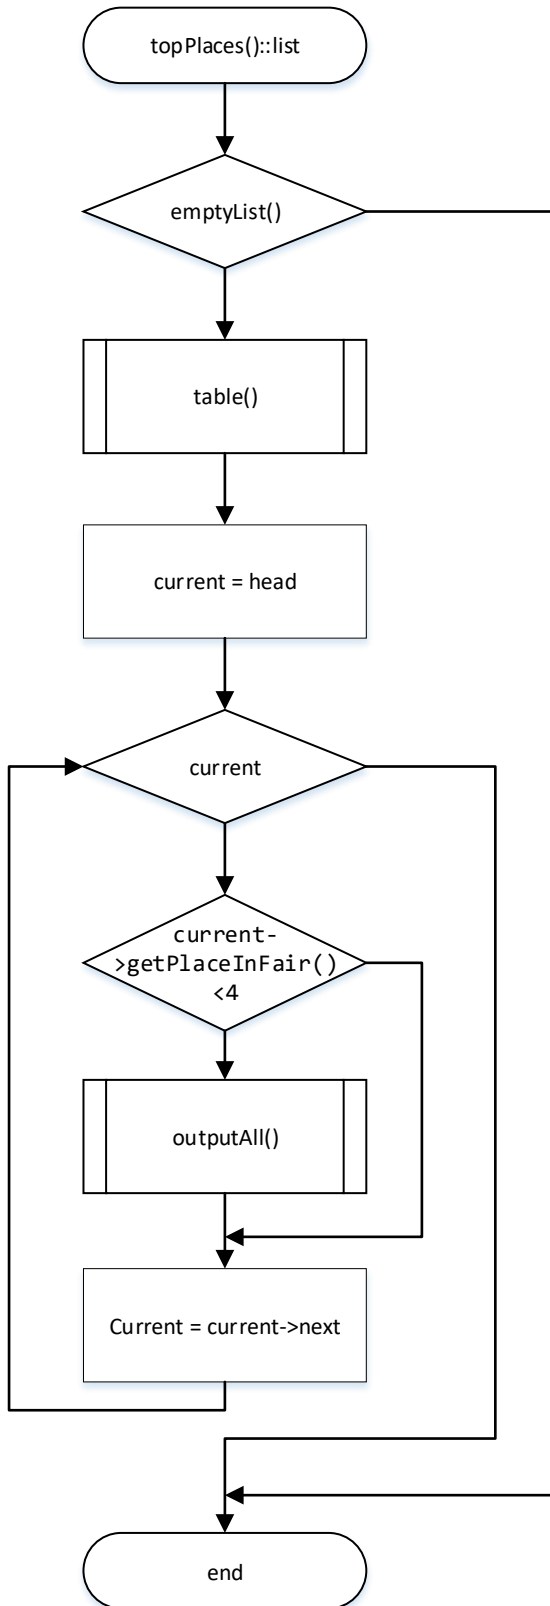 topPlaces()::list
emptyList()
table()
current = head
current
current-
>getPlaceInFair()
<4
outputAll()
Current = current->next
end